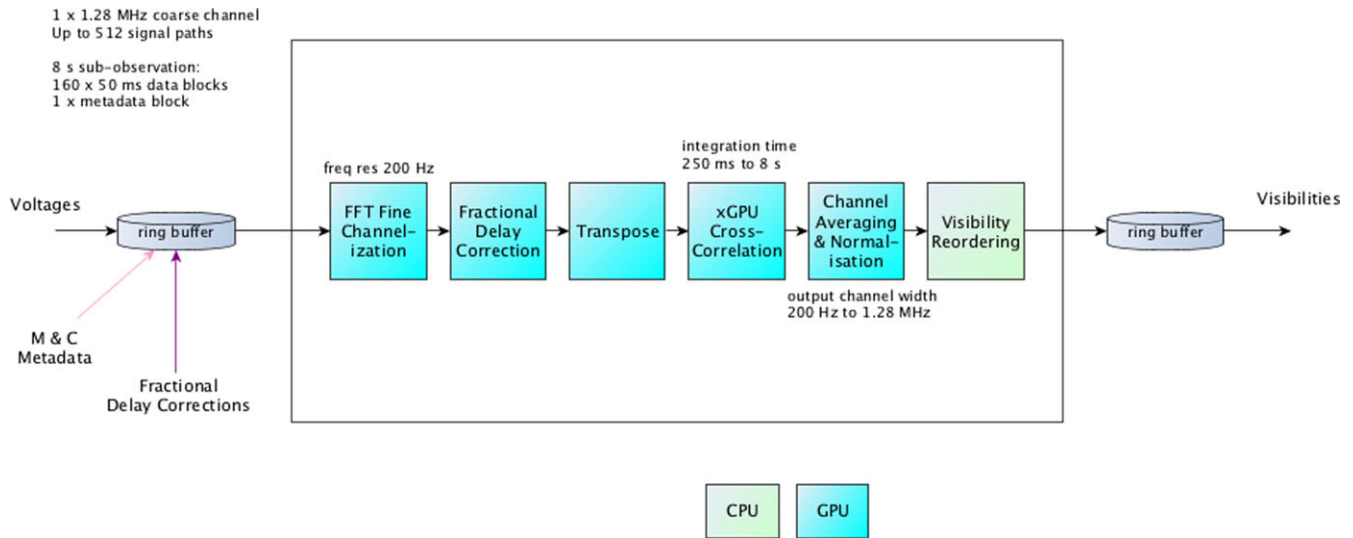 1 x 1.28 MHz coarse channel
Up to 512 signal paths
8 s sub-observation:
160 x 50 ms data blocks
1 x metadata block
Voltages
ring buffer
M & C
Metadata
Fractional
Delay Corrections
freq res 200 Hz
FFT Fine
Channel-
ization
Fractional
Delay
Correction
Transpose
integration time
250 ms to 8 s
xGPU
Cross-
Correlation
Channel
Averaging
& Normal-
isation
output channel width
200 Hz to 1.28 MHz
Visibility
Reordering
ring buffer
Visibilities
CPU
GPU